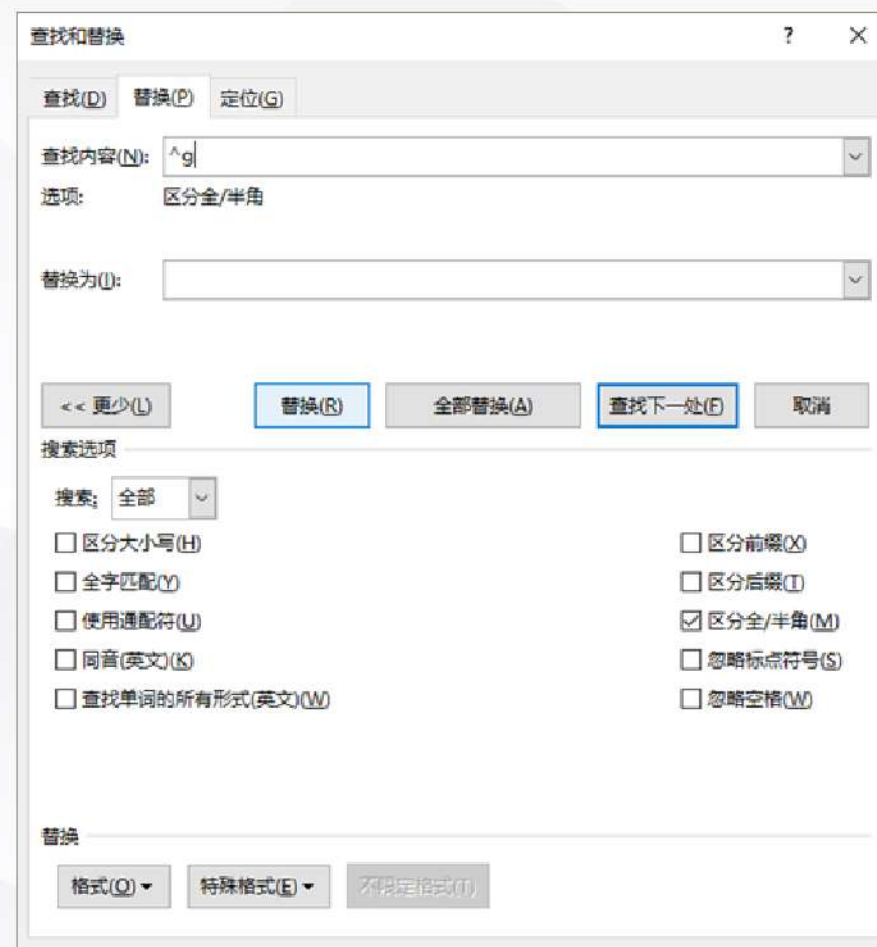 查找和替换 ?
查找(D) 替换(P) 定位(G)
查找内容(N): ^g
选项: 区分全/半角
替换为(I):
<< 更少(L) 替换(R) 全部替换(A) 查找下一处(F) 取消
搜索选项
搜索: 全部
区分大小写(H) 区分前缀(X)
全字匹配(Y) 区分后缀(T)
使用通配符(U) 区分全/半角(M)
同音(英文)(K) 忽略标点符号(S)
查找单词的所有形式(英文)(W) 忽略空格(W)
替换
格式(O) 特殊格式(E) 不限定格式(T)